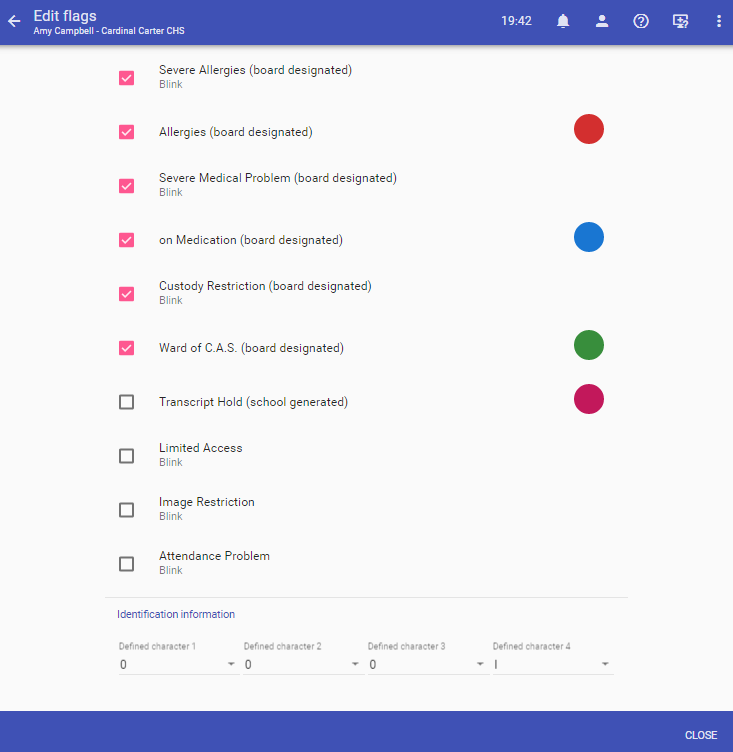 Edit flags
Amy Campbell - Cardinal Carter CHS
19:42
Severe Allergies (board designated)
Blink
Allergies (board designated)
Severe Medical Problem (board designated)
Blink
on Medication (board designated)
Custody Restriction (board designated)
Blink
Ward of C.A.S. (board designated)
Transcript Hold (school generated)
Limited Access
Blink
Image Restriction
Blink
Attendance Problem
Blink
Identification information
Defined character 1 Defined character 2 Defined character 3 Defined character 4
0 0 0 I
CLOSE